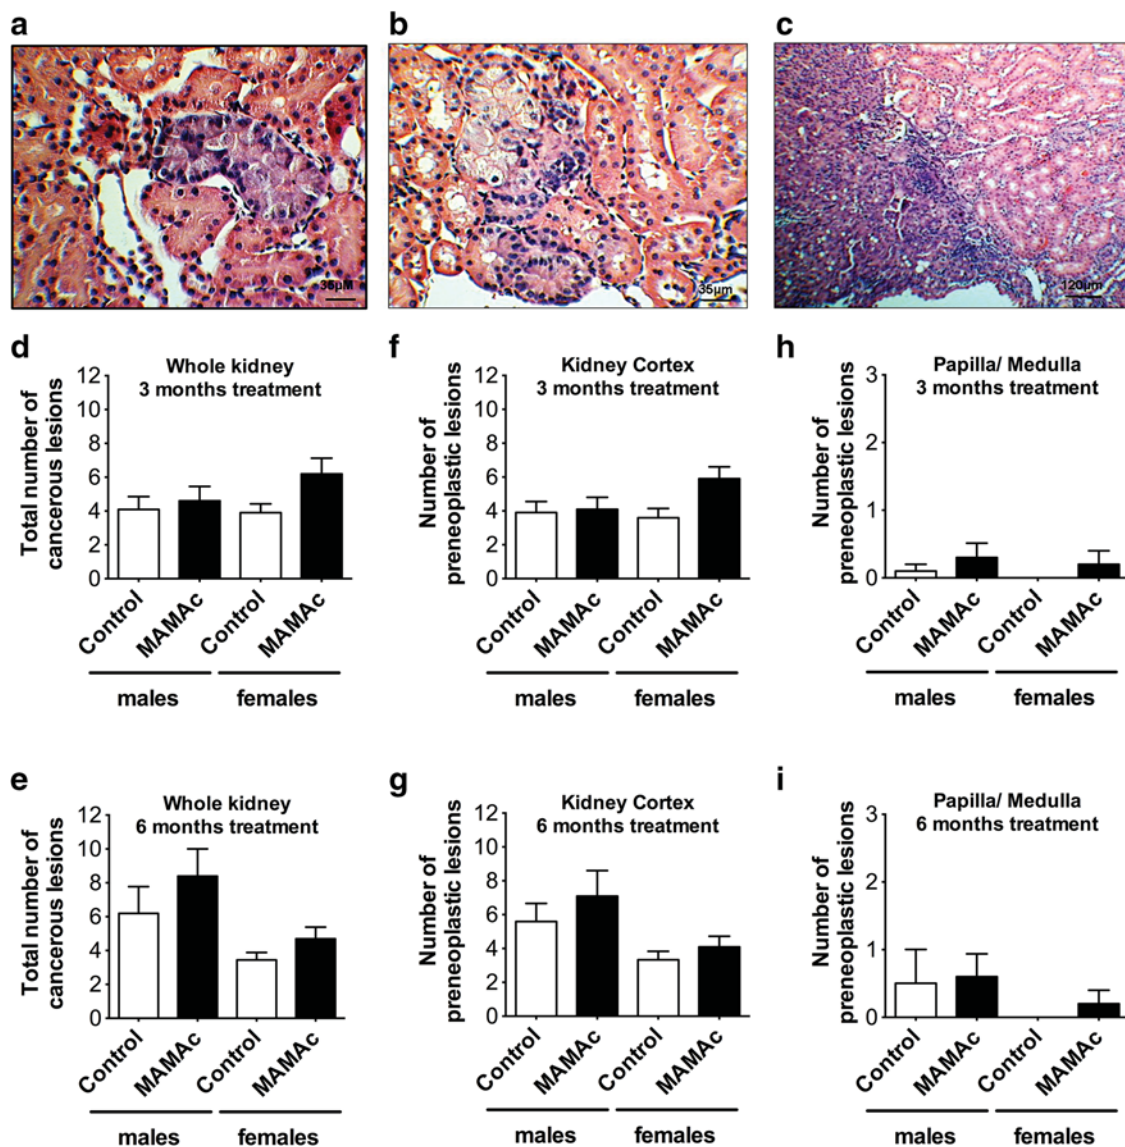 a
b
c
35µM
35µm
120µm
d
Whole kidney
3 months treatment
Total number of
cancerous lesions
12
10
8
6
4
2
0
Control
MAMAc
Control
MAMAc
males
females
f
Kidney Cortex
3 months treatment
Number of
preneoplastic lesions
12
10
8
6
4
2
0
Control
MAMAc
Control
MAMAc
males
females
h
Papilla/ Medulla
3 months treatment
Number of
preneoplastic lesions
3
2
1
0
Control
MAMAc
Control
MAMAc
males
females
e
Whole kidney
6 months treatment
Total number of
cancerous lesions
12
10
8
6
4
2
0
Control
MAMAc
Control
MAMAc
males
females
g
Kidney Cortex
6 months treatment
Number of
preneoplastic lesions
12
10
8
6
4
2
0
Control
MAMAc
Control
MAMAc
males
females
i
Papilla/ Medulla
6 months treatment
Number of
preneoplastic lesions
3
2
1
0
Control
MAMAc
Control
MAMAc
males
females